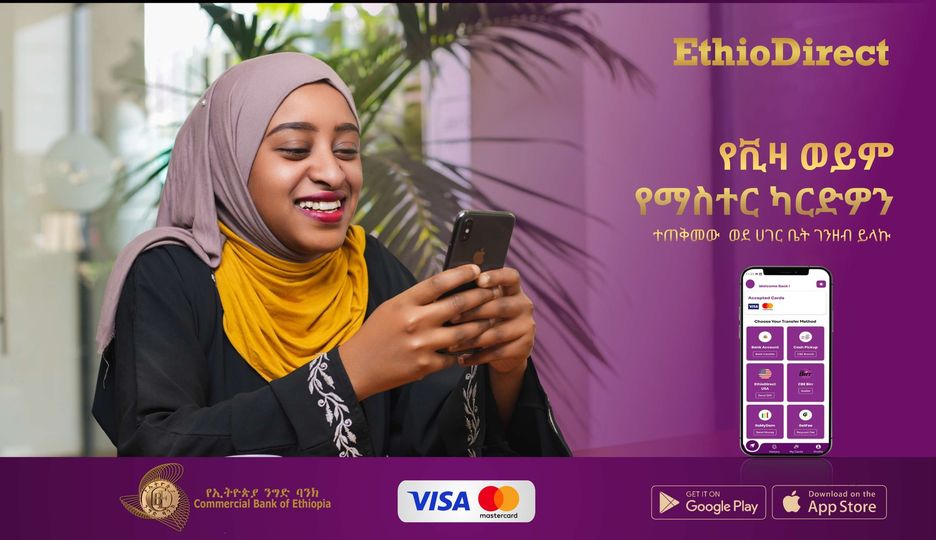 EthioDirect
የቪዛ ወይም
የማስተር ካርድዎን
ተጠቅመው ወደ ሀገር ቤት ገንዘብ ይላኩ
Welcome Back !
Accepted Cards
VISA
Choose Your Transfer Method
Bank Account
Cash Pickup
EthioDirect
USA
CBE Birr
የኢትዮጵያ ንግድ ባንክ
Commercial Bank of Ethiopia
VISA
mastercard
GET IT ON
Google Play
Download on the
App Store